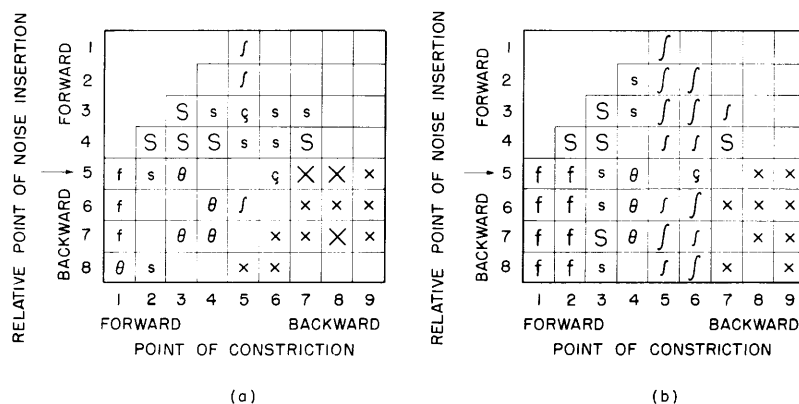 RELATIVE POINT OF NOISE INSERTION
FORWARD
BACKWARD
1 ʃ
2 ʃ
3 S s ç s s
4 S S S s s S
→ 5 f s θ ç X X x
6 f θ ʃ x x x
7 f θ θ x X x
8 θ s x x
1 2 3 4 5 6 7 8 9
FORWARD BACKWARD
POINT OF CONSTRICTION
(a)
RELATIVE POINT OF NOISE INSERTION
FORWARD
BACKWARD
1 ʃ
2 s ʃ ʃ
3 S s ʃ ʃ ʃ
4 S S ʃ ʃ S
→ 5 f f s θ ç x x
6 f f s θ ʃ ʃ x x x
7 f f S θ ʃ ʃ x x
8 f f s ʃ ʃ x x
1 2 3 4 5 6 7 8 9
FORWARD BACKWARD
POINT OF CONSTRICTION
(b)